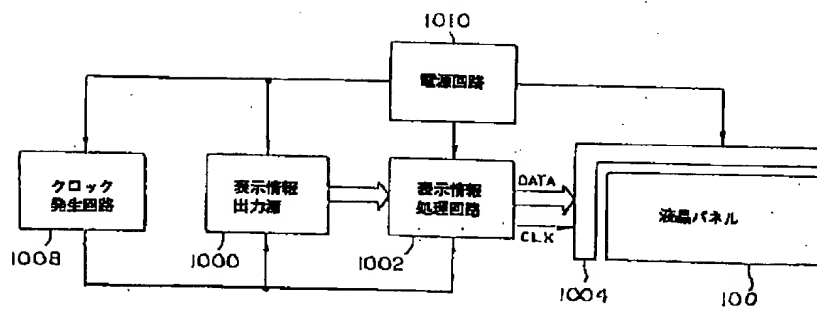 1010
電源回路
クロック
発生回路
表示情報
出力源
表示情報
処理回路
DATA
CLX
液晶パネル
1008
1000
1002
1004
100